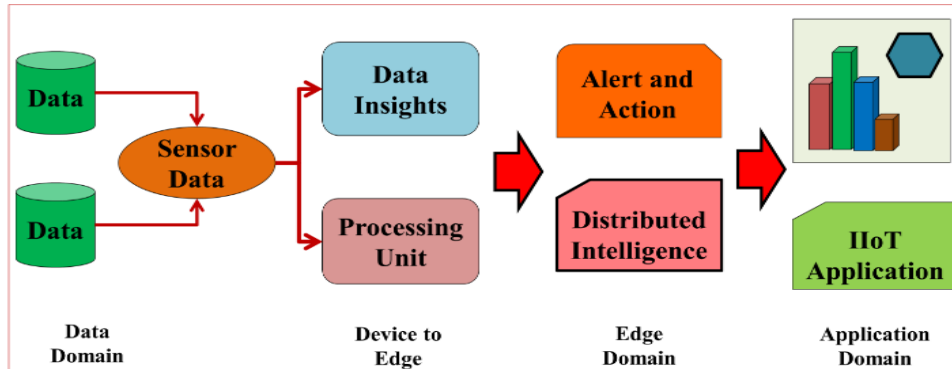 Data
Data
Sensor
Data
Data
Insights
Processing
Unit
Alert and
Action
Distributed
Intelligence
IIoT
Application
Data
Domain
Device to
Edge
Edge
Domain
Application
Domain